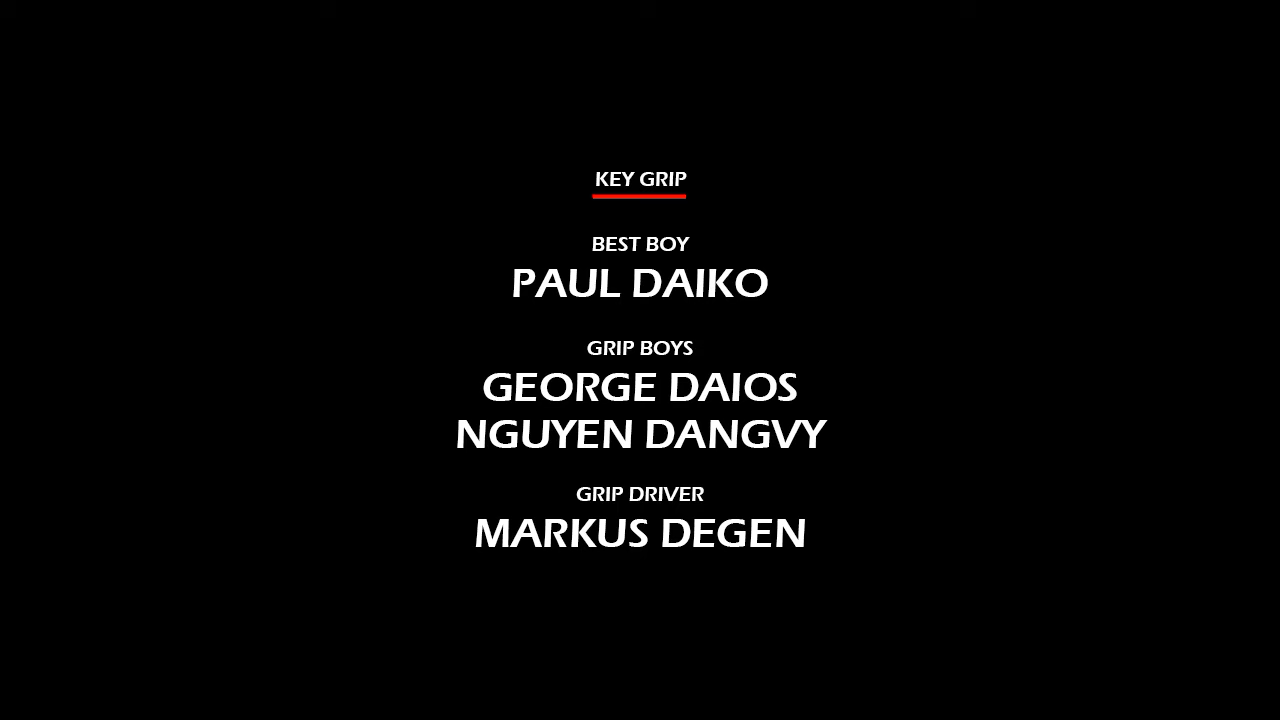 KEY GRIP
BEST BOY
PAUL DAIKO
GRIP BOYS
GEORGE DAIOS
NGUYEN DANGVY
GRIP DRIVER
MARKUS DEGEN